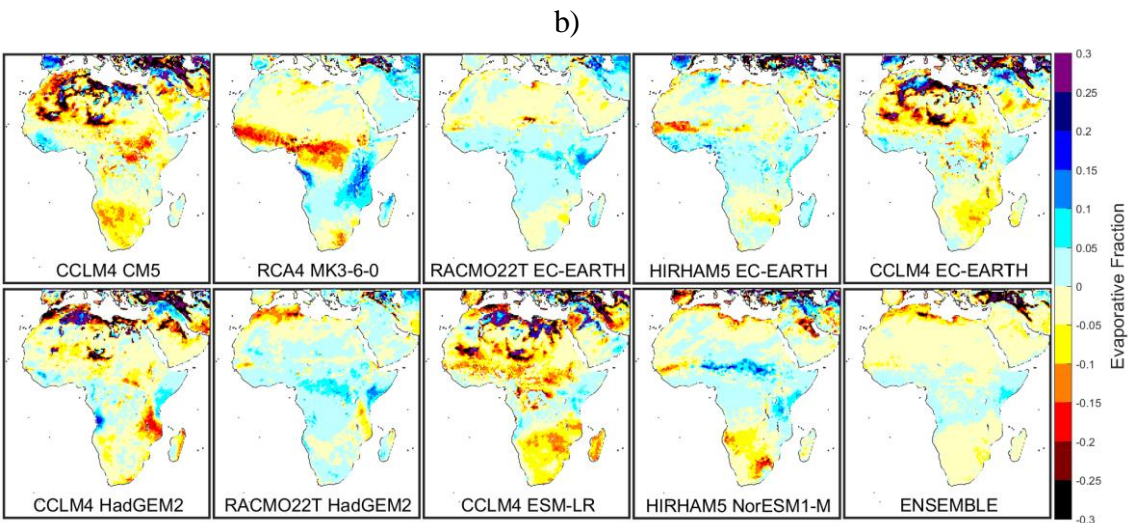 b)
CCLM4 CM5
RCA4 MK3-6-0
RACMO22T EC-EARTH
HIRHAM5 EC-EARTH
CCLM4 EC-EARTH
CCLM4 HadGEM2
RACMO22T HadGEM2
CCLM4 ESM-LR
HIRHAM5 NorESM1-M
ENSEMBLE
0.3
0.25
0.2
0.15
0.1
0.05
0
-0.05
-0.1
-0.15
-0.2
-0.25
-0.3
Evaporative Fraction